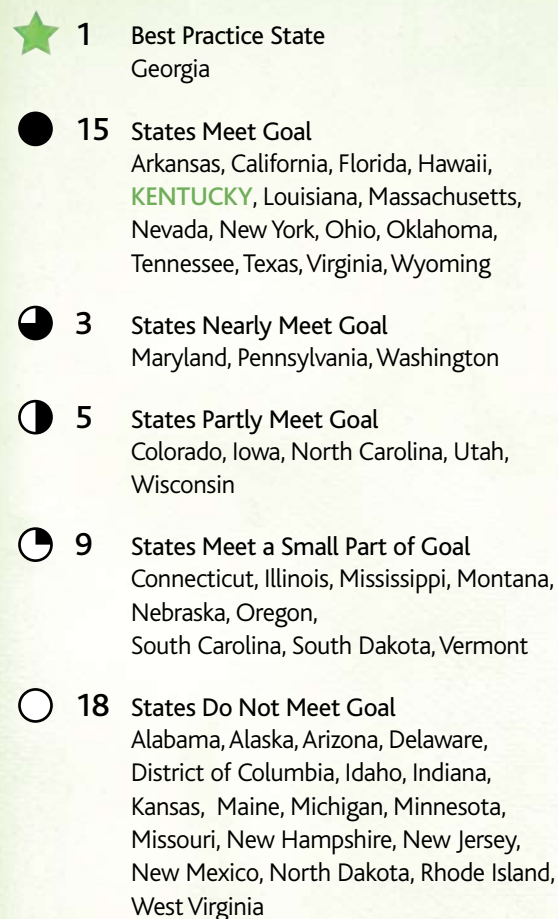 1 Best Practice State
Georgia
15 States Meet Goal
Arkansas, California, Florida, Hawaii,
KENTUCKY, Louisiana, Massachusetts,
Nevada, New York, Ohio, Oklahoma,
Tennessee, Texas, Virginia, Wyoming
3 States Nearly Meet Goal
Maryland, Pennsylvania, Washington
5 States Partly Meet Goal
Colorado, Iowa, North Carolina, Utah,
Wisconsin
9 States Meet a Small Part of Goal
Connecticut, Illinois, Mississippi, Montana,
Nebraska, Oregon,
South Carolina, South Dakota, Vermont
18 States Do Not Meet Goal
Alabama, Alaska, Arizona, Delaware,
District of Columbia, Idaho, Indiana,
Kansas, Maine, Michigan, Minnesota,
Missouri, New Hampshire, New Jersey,
New Mexico, North Dakota, Rhode Island,
West Virginia